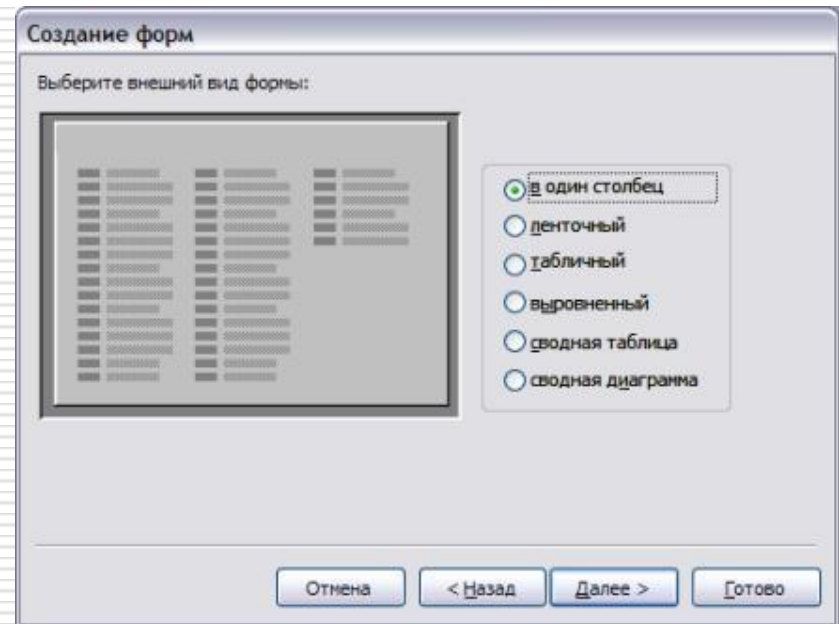 Создание форм
Выберите внешний вид формы:
в один столбец
ленточный
табличный
выровненный
сводная таблица
сводная диаграмма
Отмена
< Назад
Далее >
Готово